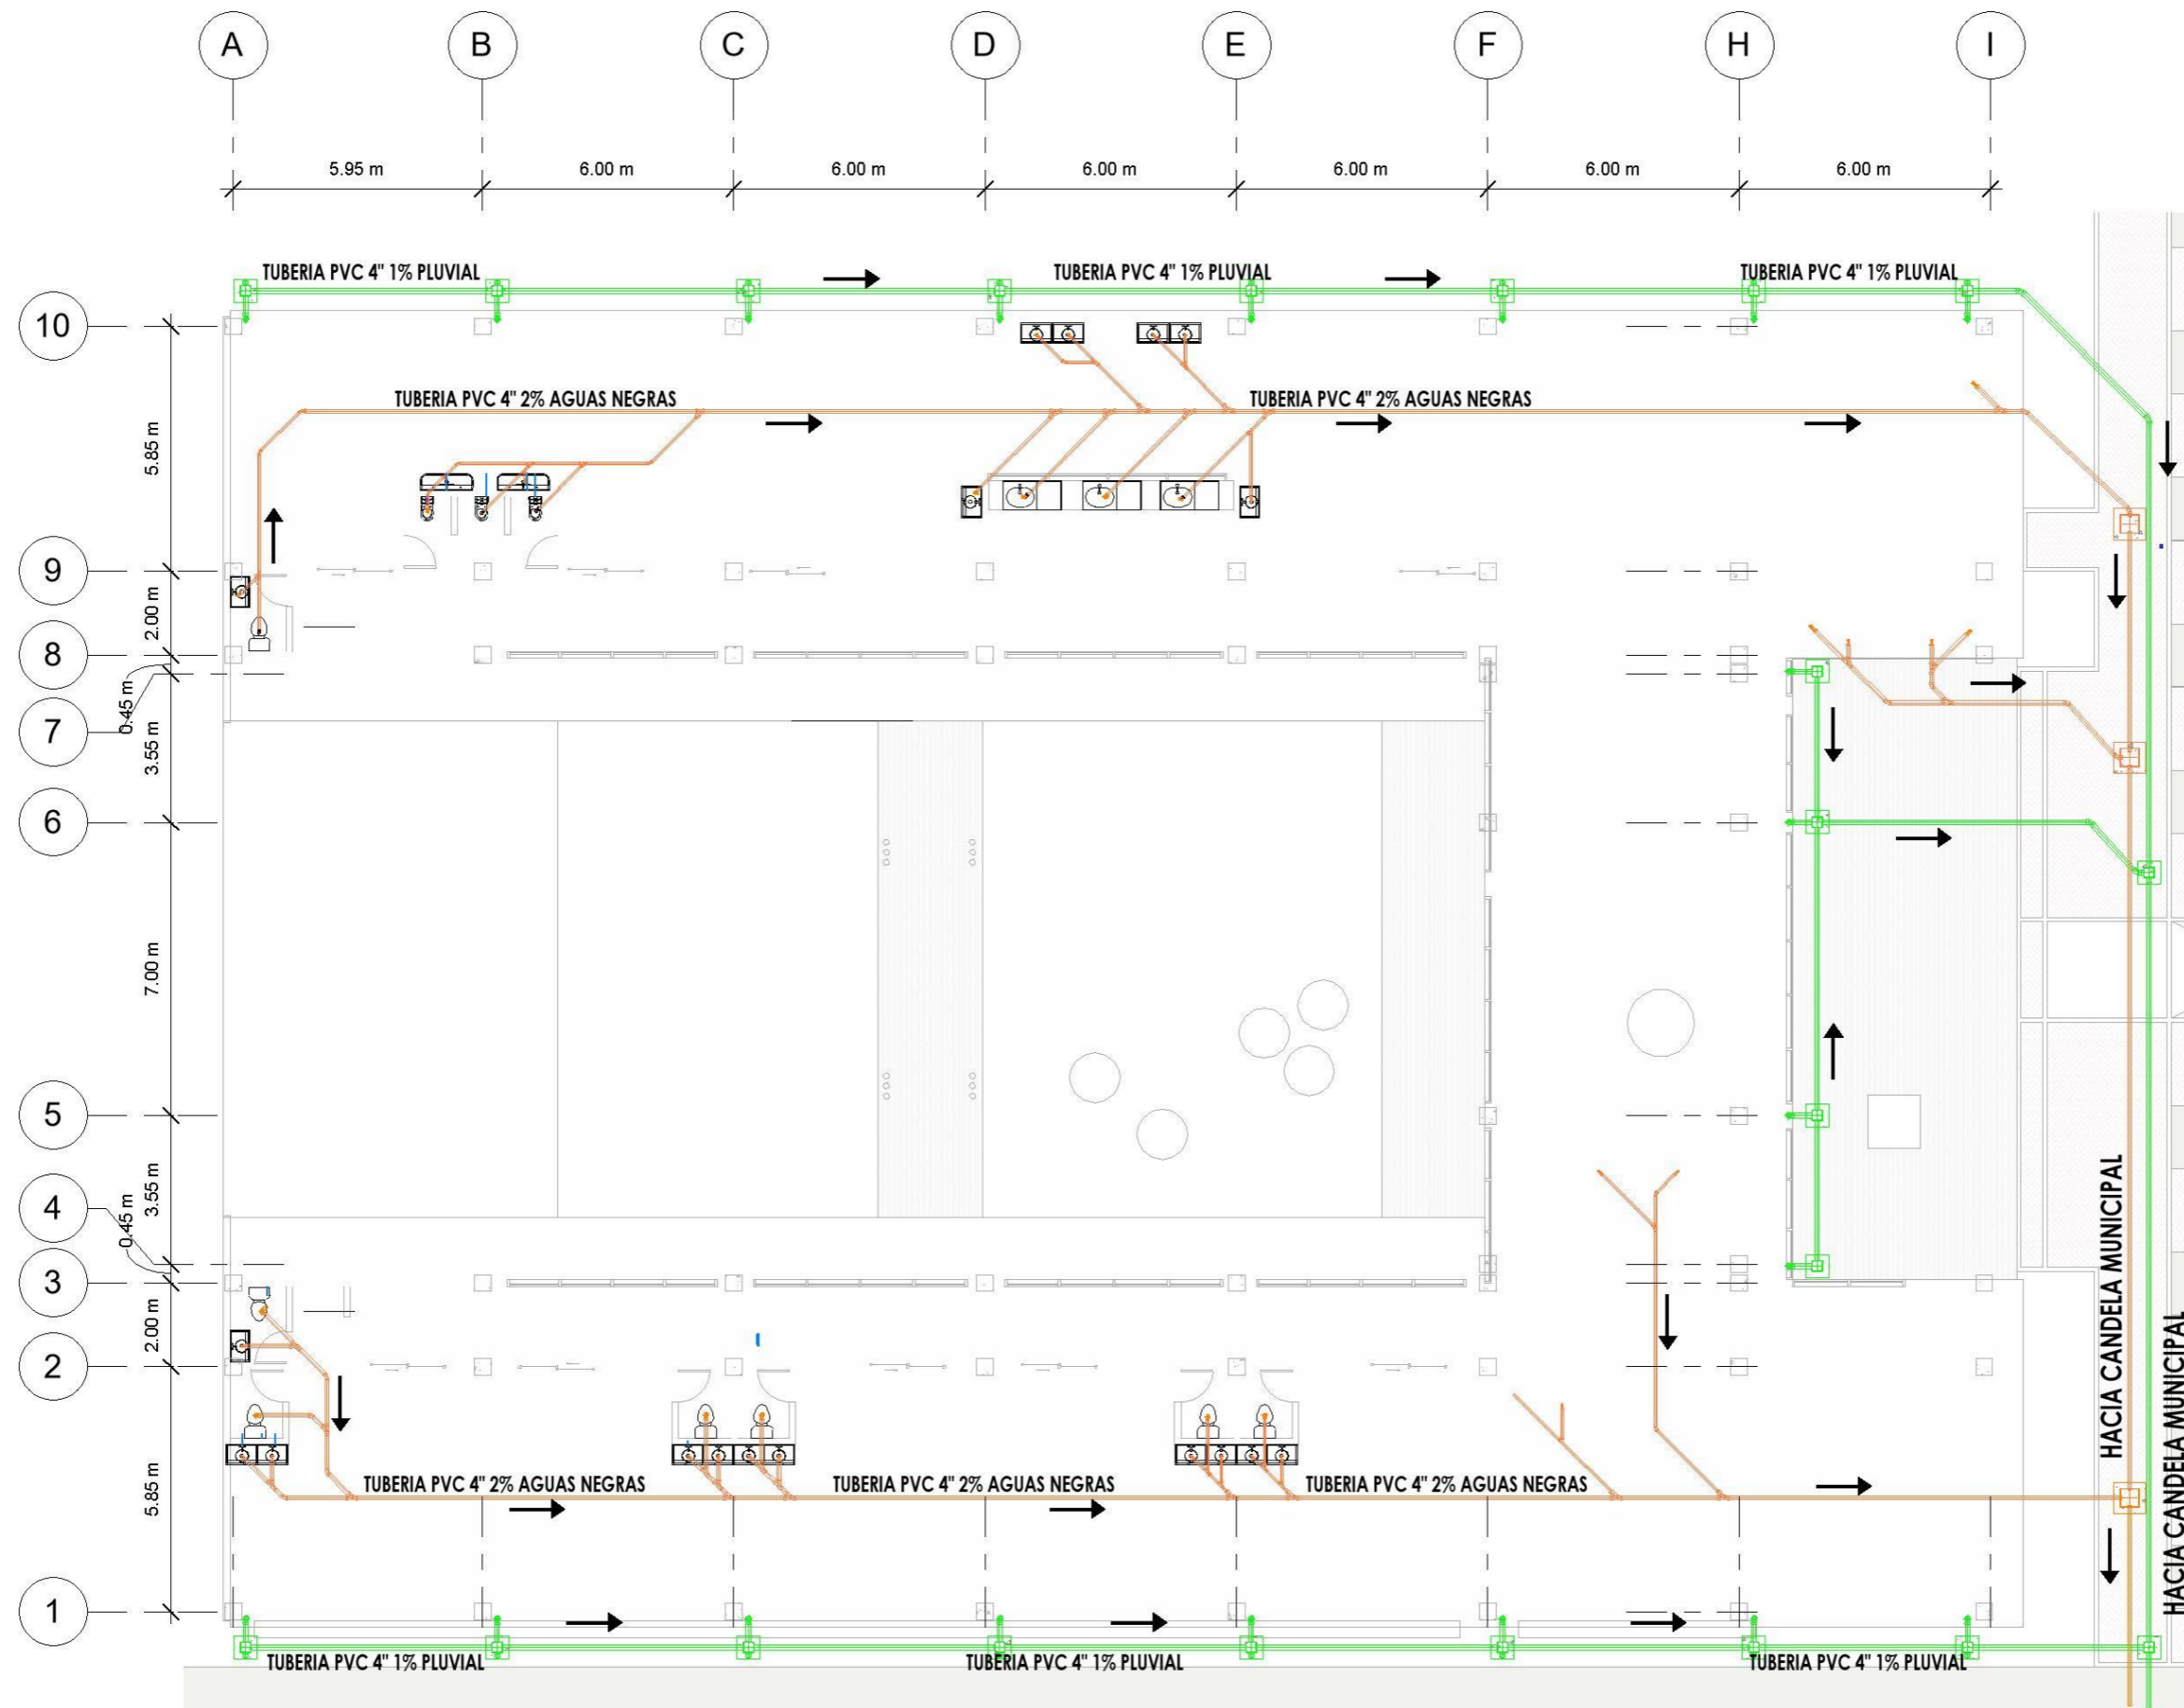 A B C D E F H I
5.95 m 6.00 m 6.00 m 6.00 m 6.00 m 6.00 m 6.00 m
TUBERIA PVC 4" 1% PLUVIAL TUBERIA PVC 4" 1% PLUVIAL TUBERIA PVC 4" 1% PLUVIAL
10
TUBERIA PVC 4" 2% AGUAS NEGRAS TUBERIA PVC 4" 2% AGUAS NEGRAS
5.85 m
9
2.00 m
8
0.45 m
7
3.55 m
6
7.00 m
5
3.55 m
4
0.45 m
3
2.00 m
2
HACIA CANDELA MUNICIPAL
HACIA CANDELA MUNICIPAL
5.85 m
TUBERIA PVC 4" 2% AGUAS NEGRAS TUBERIA PVC 4" 2% AGUAS NEGRAS TUBERIA PVC 4" 2% AGUAS NEGRAS
1
TUBERIA PVC 4" 1% PLUVIAL TUBERIA PVC 4" 1% PLUVIAL TUBERIA PVC 4" 1% PLUVIAL